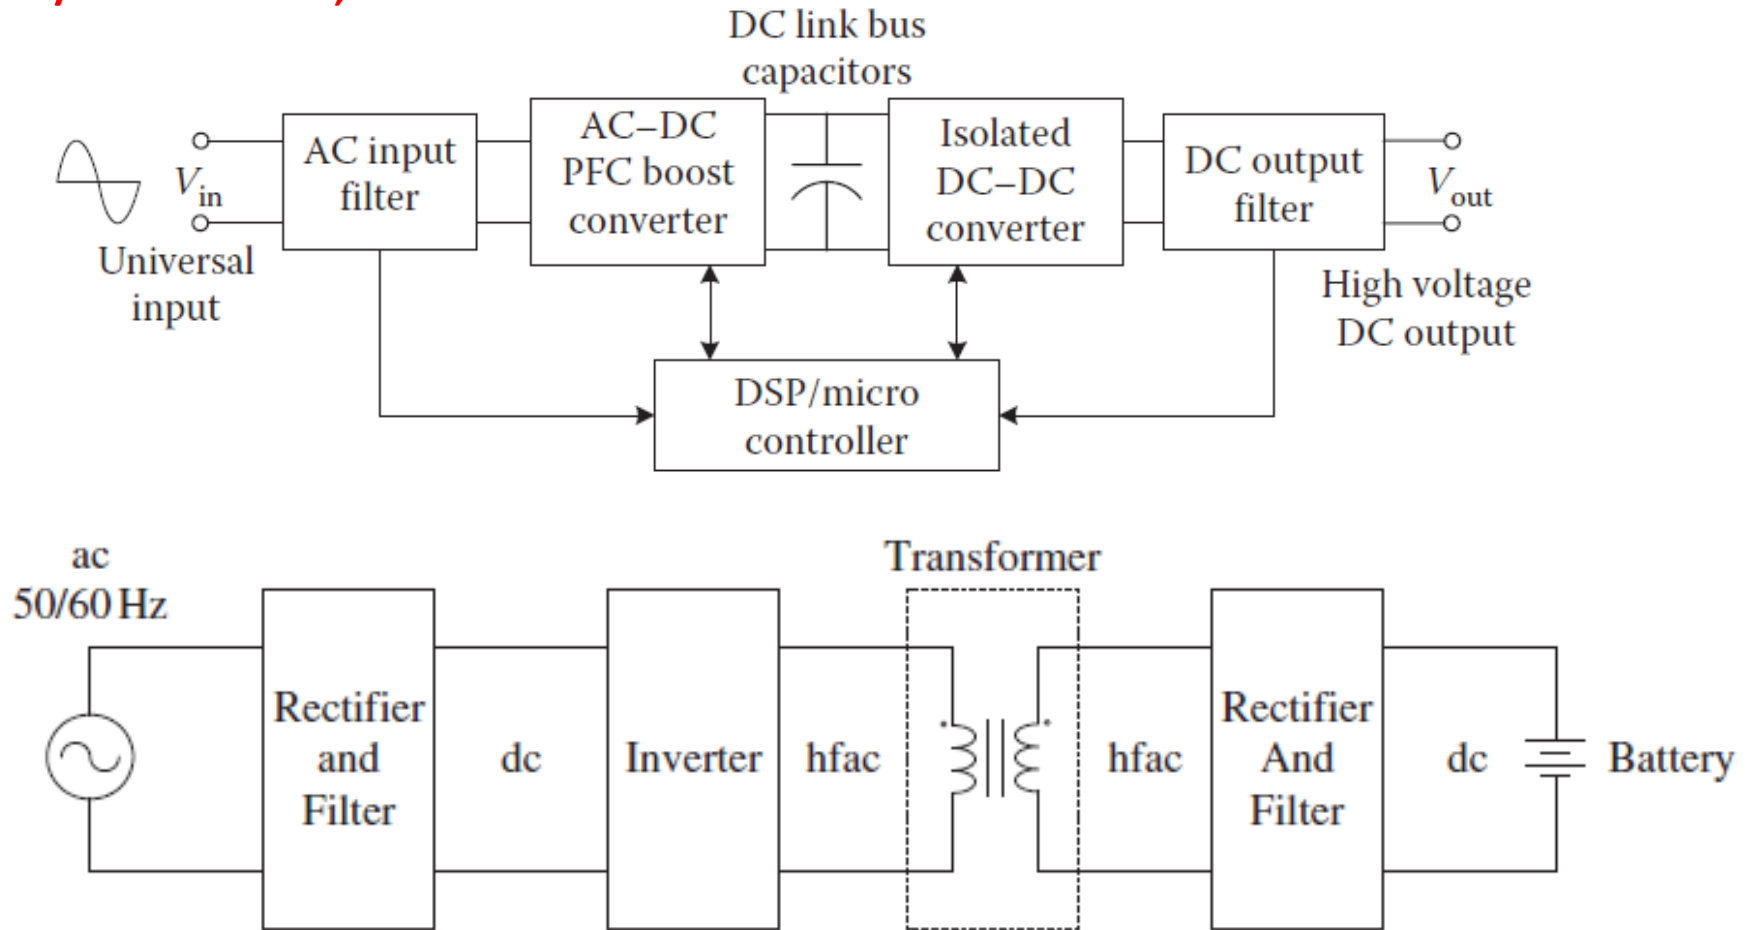 DC link bus
capacitors
AC input
filter
AC–DC
PFC boost
converter
Isolated
DC–DC
converter
DC output
filter
Vin
Vout
Universal
input
High voltage
DC output
DSP/micro
controller
ac
50/60 Hz
Transformer
Rectifier
and
Filter
dc
Inverter
hfac
hfac
Rectifier
And
Filter
dc
Battery